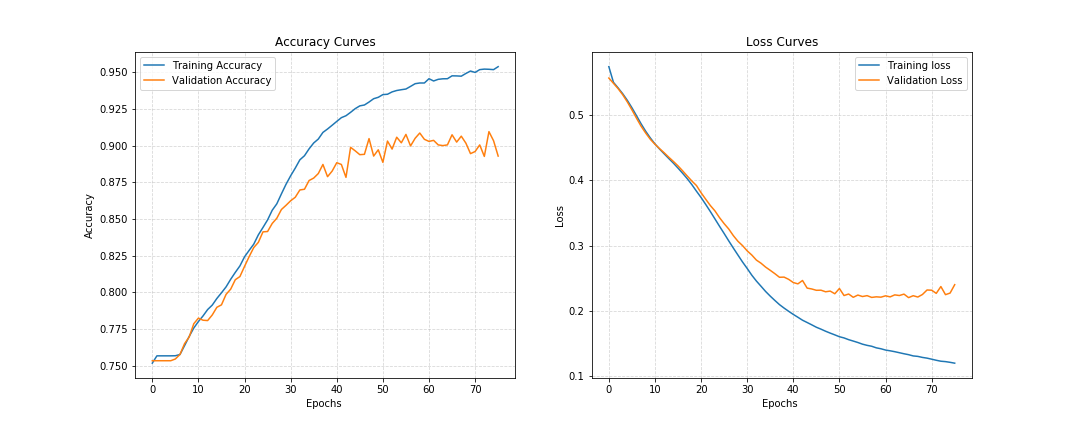 Accuracy Curves
Training Accuracy
Validation Accuracy
0.950
0.925
0.900
0.875
0.850
0.825
0.800
0.775
0.750
Accuracy
0 10 20 30 40 50 60 70
Epochs
Loss Curves
Training loss
Validation Loss
0.5
0.4
0.3
0.2
0.1
Loss
0 10 20 30 40 50 60 70
Epochs